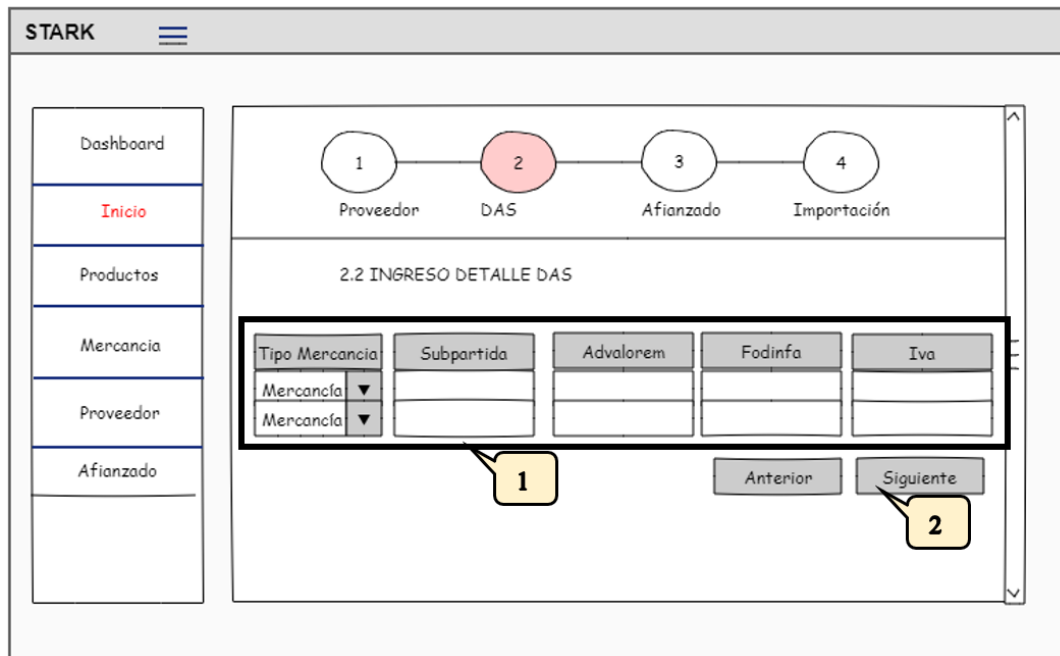 STARK
Dashboard
Inicio
Productos
Mercancia
Proveedor
Afianzado
1 2 3 4
Proveedor DAS Afianzado Importación
2.2 INGRESO DETALLE DAS
Tipo Mercancia Subpartida Advalorem Fodinfa Iva
Mercancía
Mercancía
1
Anterior Siguiente
2